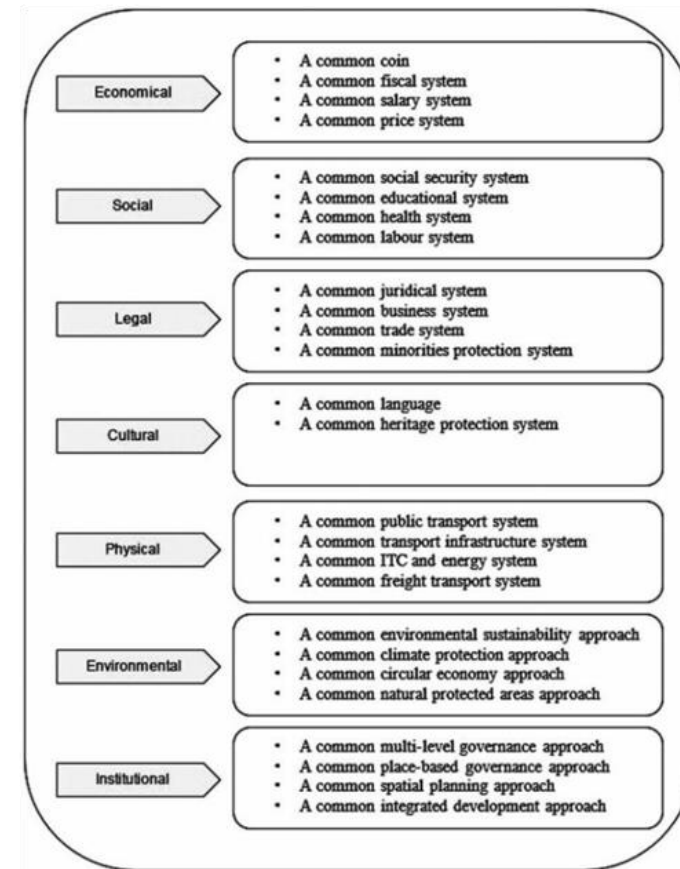 Economical
· A common coin
· A common fiscal system
· A common salary system
· A common price system
Social
· A common social security system
· A common educational system
· A common health system
· A common labour system
Legal
· A common juridical system
· A common business system
· A common trade system
· A common minorities protection system
Cultural
· A common language
· A common heritage protection system
Physical
· A common public transport system
· A common transport infrastructure system
· A common ITC and energy system
· A common freight transport system
Environmental
· A common environmental sustainability approach
· A common climate protection approach
· A common circular economy approach
· A common natural protected areas approach
Institutional
· A common multi-level governance approach
· A common place-based governance approach
· A common spatial planning approach
· A common integrated development approach